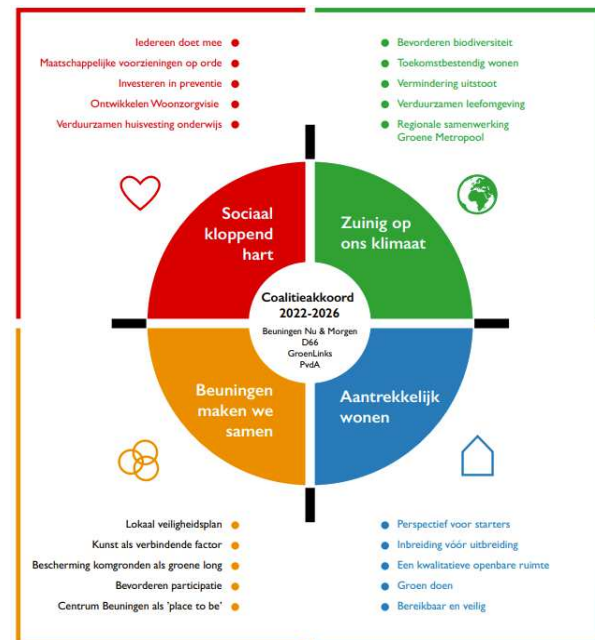 Iedereen doet mee
Maatschappelijke voorzieningen op orde
Investeren in preventie
Ontwikkelen Woonzorgvisie
Verduurzamen huisvesting onderwijs
Bevorderen biodiversiteit
Toekomstbestendig wonen
Vermindering uitstoot
Verduurzamen leefomgeving
Regionale samenwerking
Groene Metropool
Sociaal
kloppend
hart
Zuinig op
ons klimaat
Coalitieakkoord
2022-2026
Beuningen Nu & Morgen
D66
GroenLinks
PvdA
Beuningen
maken we
samen
Aantrekkelijk
wonen
Lokaal veiligheidsplan
Kunst als verbindende factor
Bescherming komgronden als groene long
Bevorderen participatie
Centrum Beuningen als 'place to be'
Perspectief voor starters
Inbreiding vóór uitbreiding
Een kwalitatieve openbare ruimte
Groen doen
Bereikbaar en veilig